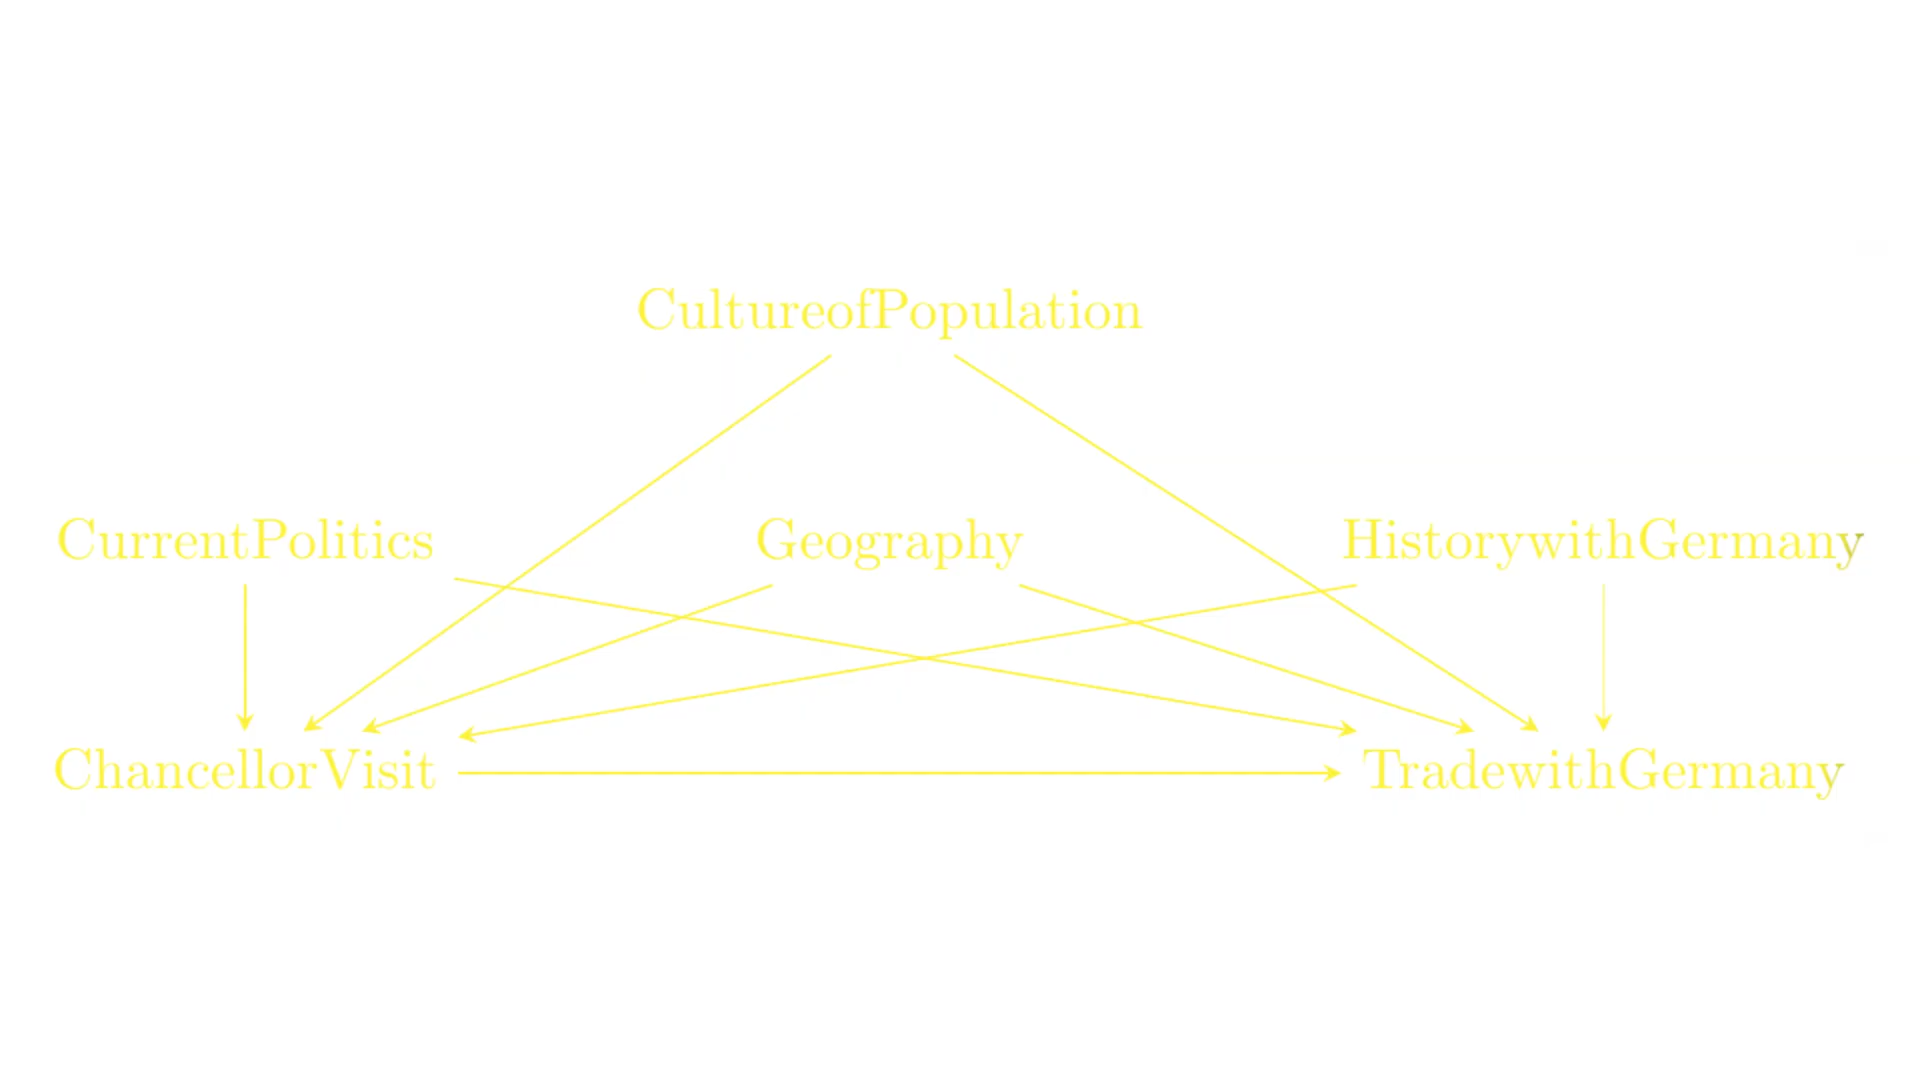 CultureofPopulation
CurrentPolitics
Geography
HistorywithGermany
ChancellorVisit
TradewithGermany